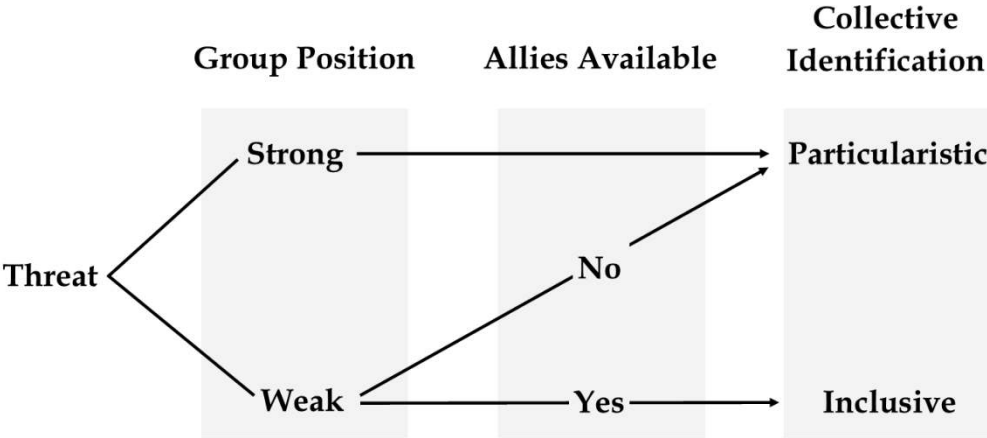 Group Position
Allies Available
Collective
Identification
Strong
Particularistic
Threat
No
Weak
Yes
Inclusive